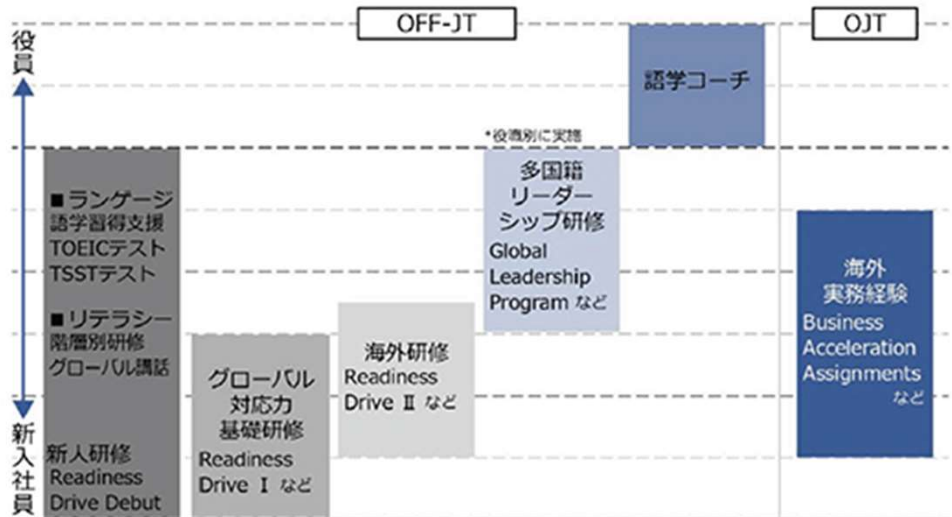 OFF-JT
OJT
役員
新入社員
■ ランゲージ
語学習得支援
TOEICテスト
TSSTテスト
■ リテラシー
階層別研修
グローバル講話
新人研修
Readiness
Drive Debut
グローバル
対応力
基礎研修
Readiness
Drive Ⅰ など
海外研修
Readiness
Drive Ⅱ など
*役職別に実施
多国籍
リーダー
シップ研修
Global
Leadership
Program など
語学コーチ
海外
実務経験
Business
Acceleration
Assignments
など